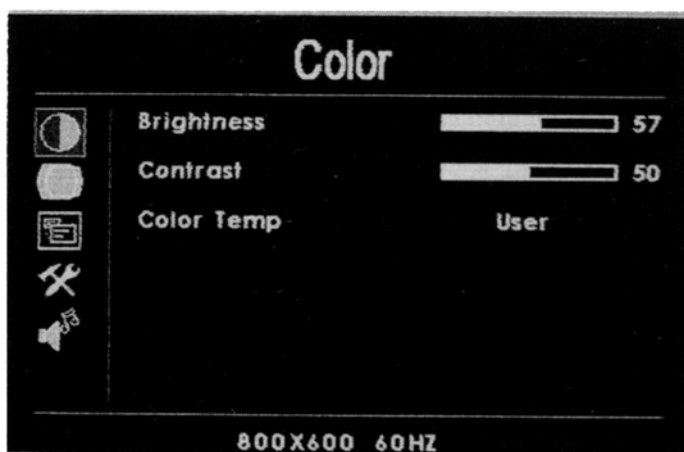 Color
Brightness 57
Contrast 50
Color Temp User
800X600 60HZ